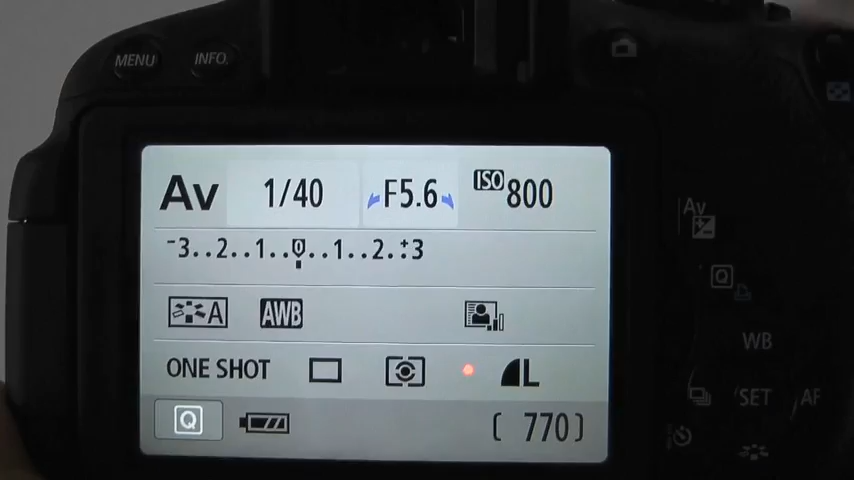 MENU INFO.
Av 1/40 F5.6 ISO 800
-3..2..1..0..1..2.:+3
A AWB
ONE SHOT L
Q [ 770]
Av
Q
WB
SET AF